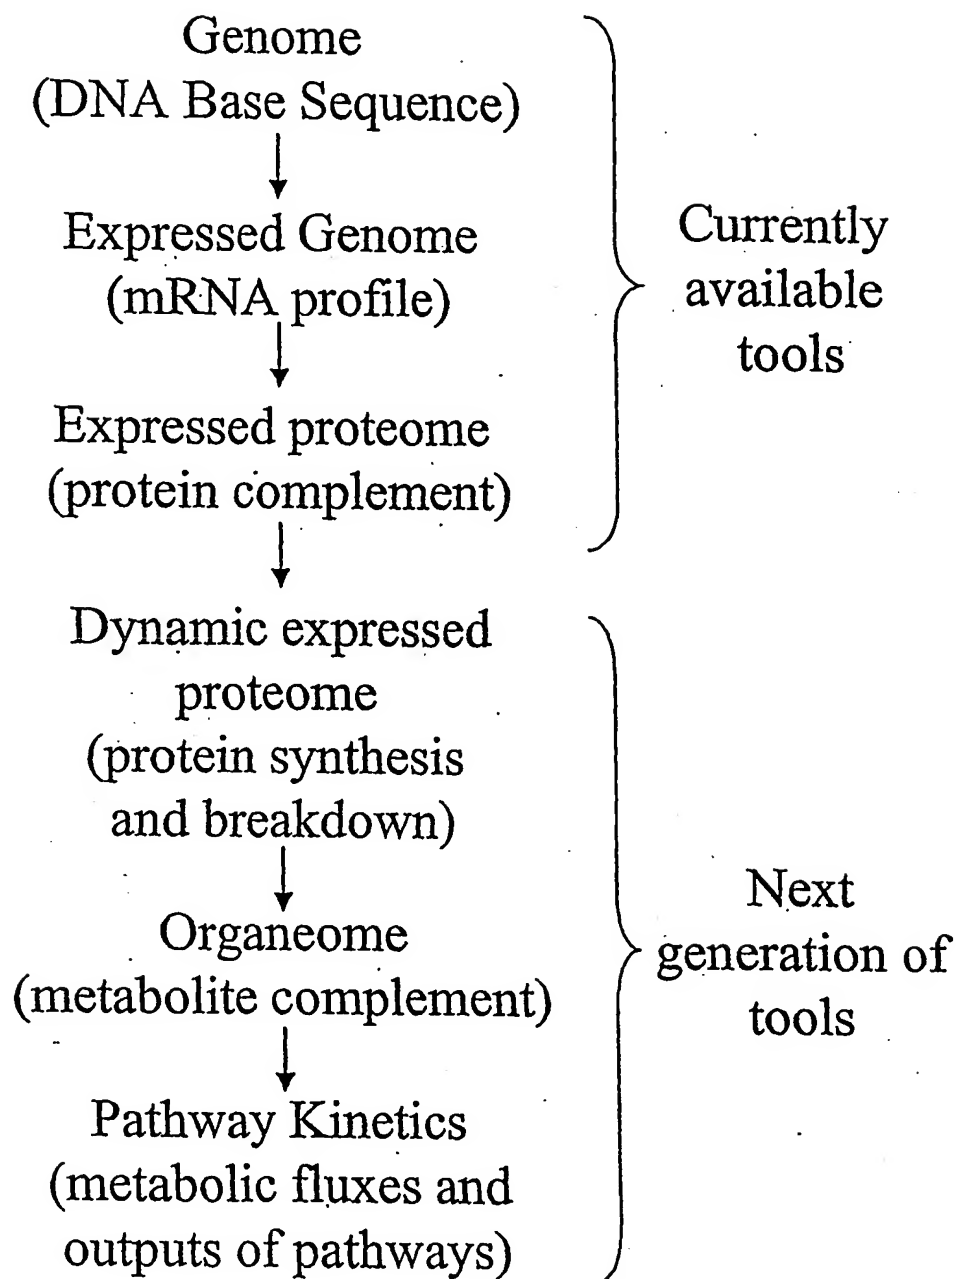 Genome
(DNA Base Sequence)
Expressed Genome
(mRNA profile)
Expressed proteome
(protein complement)
Currently
available
tools
Dynamic expressed
proteome
(protein synthesis
and breakdown)
Organeome
(metabolite complement)
Pathway Kinetics
(metabolic fluxes and
outputs of pathways)
Next
generation of
tools